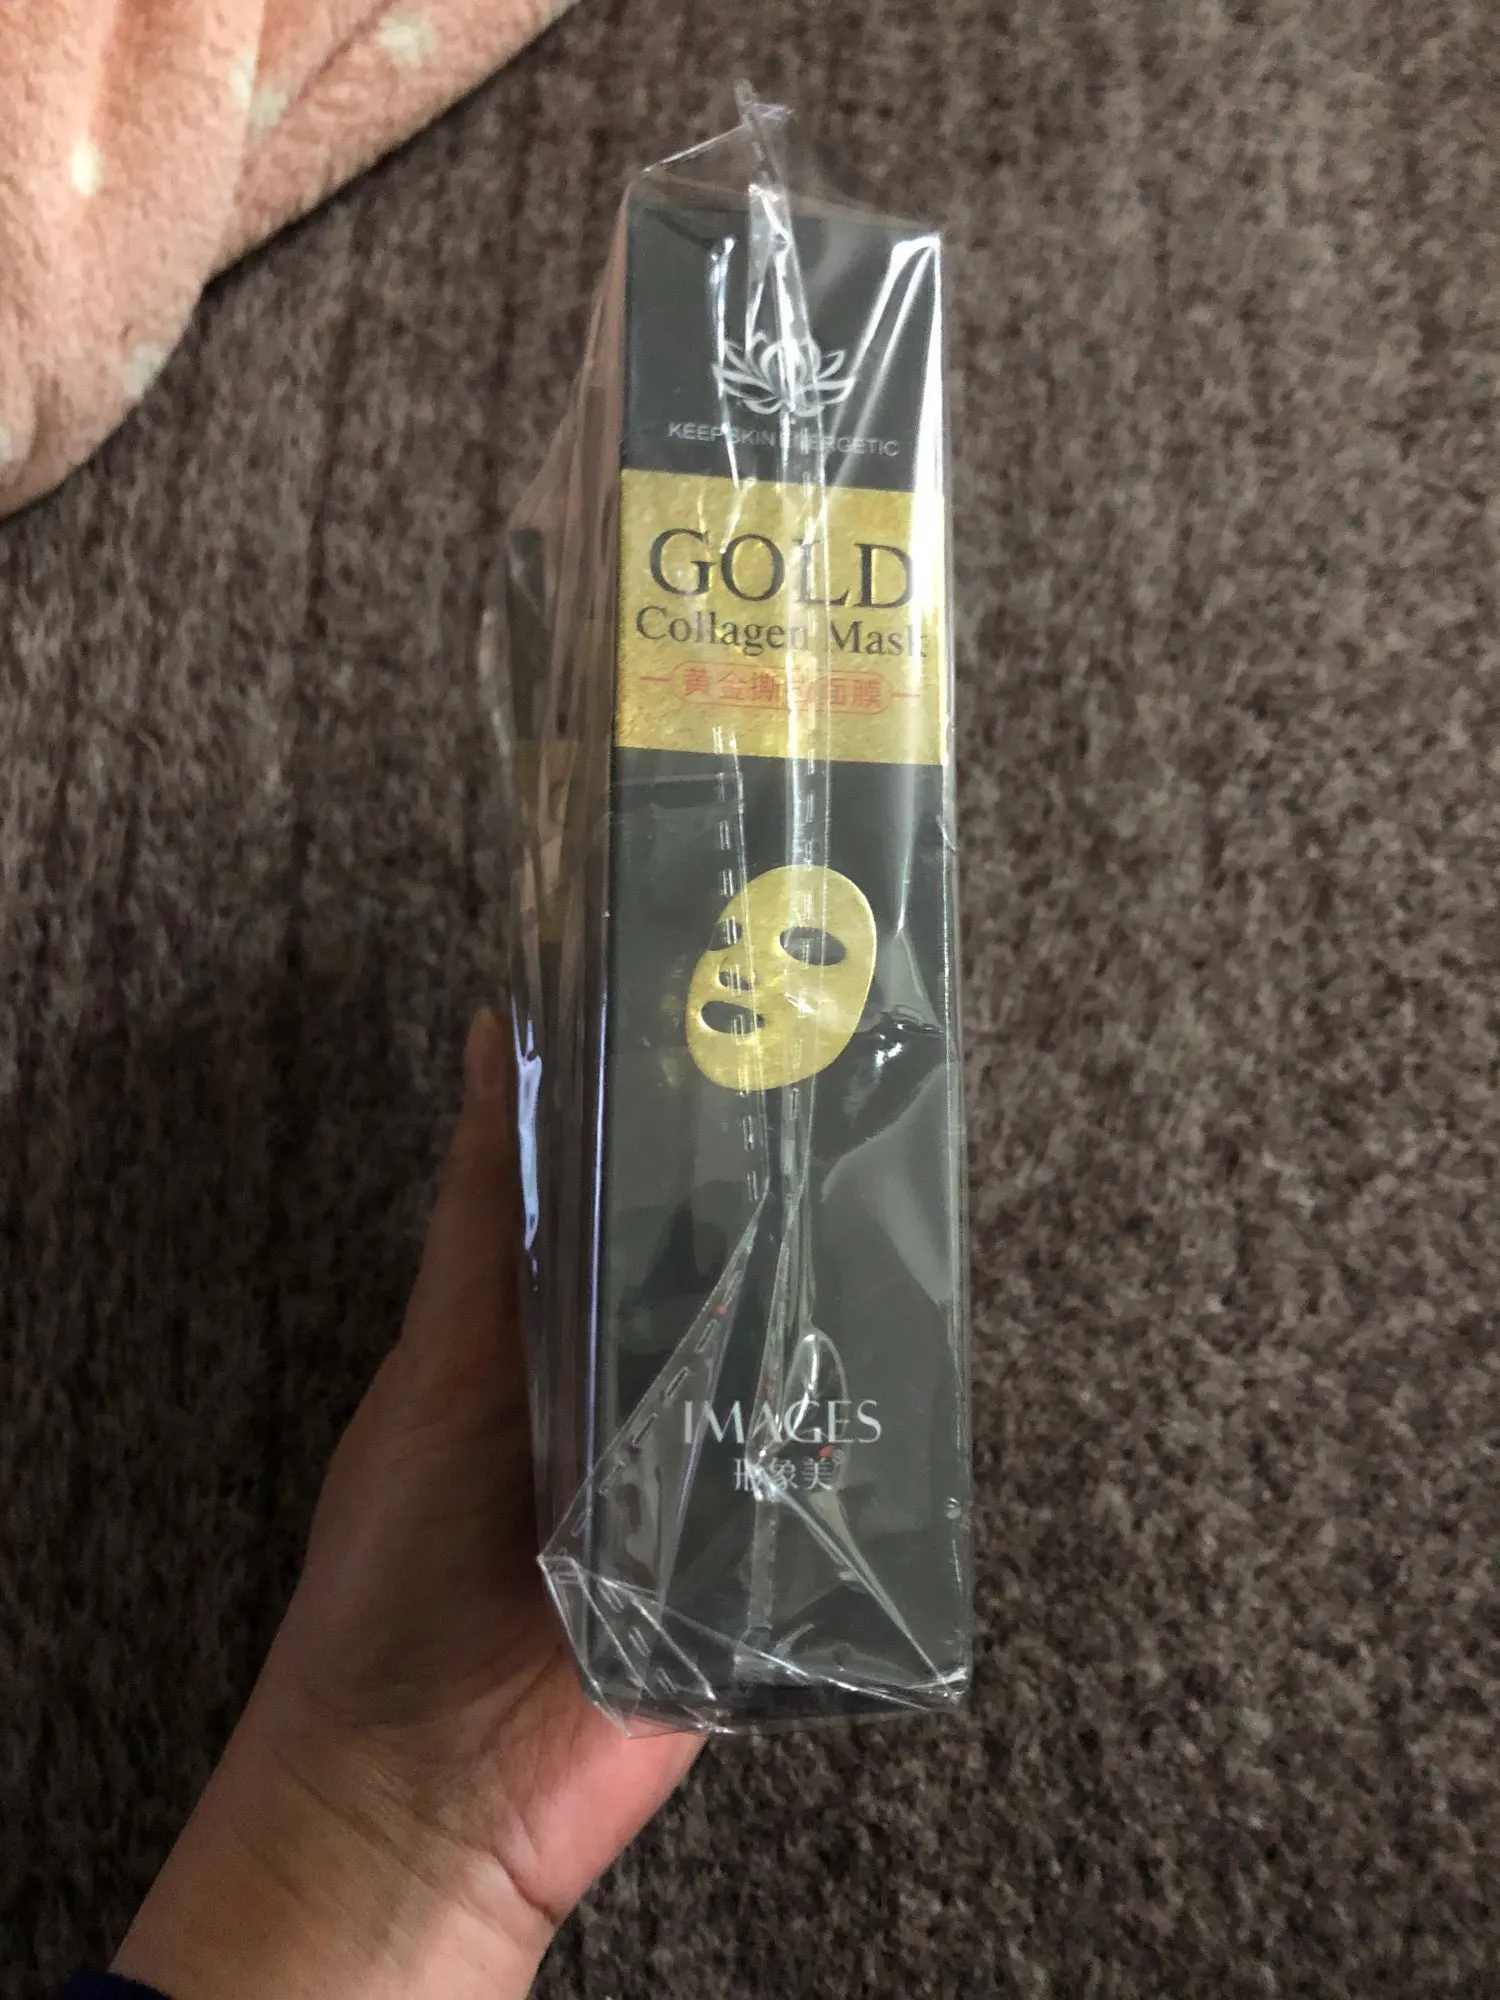 KEEP SKIN ENERGETIC
GOLD
Collagen Mask
黄金撕拉面膜
IMAGES
形象美®